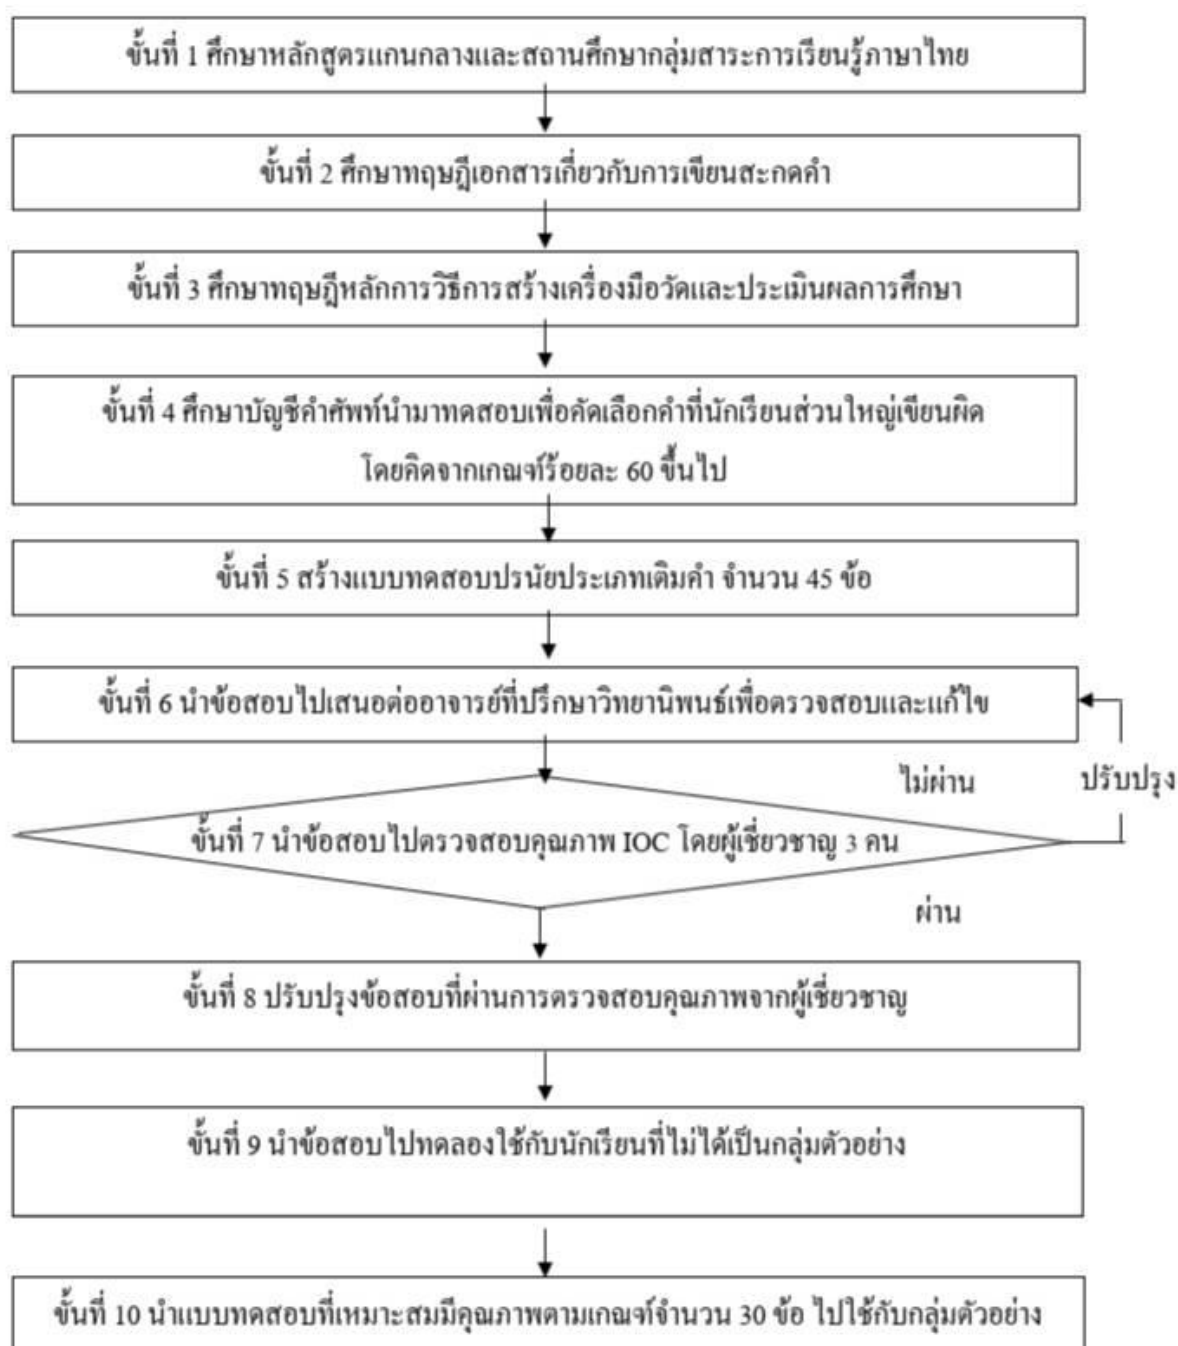 ขั้นที่ 1 ศึกษาหลักสูตรแกนกลางและสถานศึกษากลุ่มสาระการเรียนรู้ภาษาไทย
ขั้นที่ 2 ศึกษาทฤษฎีเอกสารเกี่ยวกับการเขียนสะกดคำ
ขั้นที่ 3 ศึกษาทฤษฎีหลักการวิธีการสร้างเครื่องมือวัดและประเมินผลการศึกษา
ขั้นที่ 4 ศึกษาบัญชีคำศัพท์นำมาทดสอบเพื่อคัดเลือกคำที่นักเรียนส่วนใหญ่เขียนผิด
โดยคิดจากเกณฑ์ร้อยละ 60 ขึ้นไป
ขั้นที่ 5 สร้างแบบทดสอบปรนัยประเภทเติมคำ จำนวน 45 ข้อ
ขั้นที่ 6 นำข้อสอบไปเสนอต่ออาจารย์ที่ปรึกษาวิทยานิพนธ์เพื่อตรวจสอบและแก้ไข
ไม่ผ่าน
ปรับปรุง
ขั้นที่ 7 นำข้อสอบไปตรวจสอบคุณภาพ IOC โดยผู้เชี่ยวชาญ 3 คน
ผ่าน
ขั้นที่ 8 ปรับปรุงข้อสอบที่ผ่านการตรวจสอบคุณภาพจากผู้เชี่ยวชาญ
ขั้นที่ 9 นำข้อสอบไปทดลองใช้กับนักเรียนที่ไม่ได้เป็นกลุ่มตัวอย่าง
ขั้นที่ 10 นำแบบทดสอบที่เหมาะสมมีคุณภาพตามเกณฑ์จำนวน 30 ข้อ ไปใช้กับกลุ่มตัวอย่าง